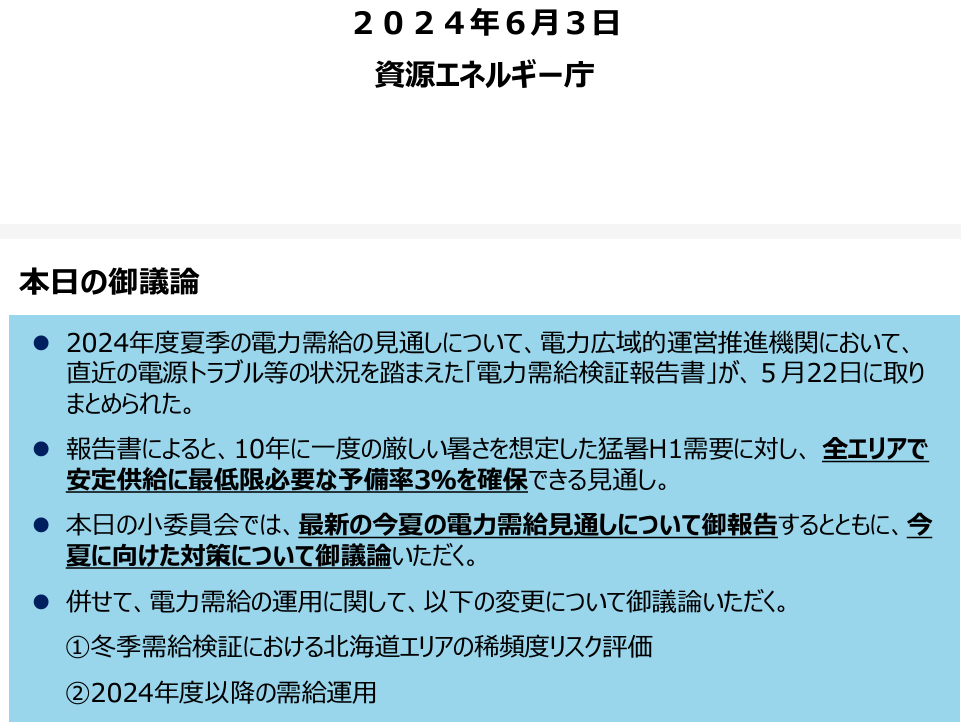 ２０２４年６月３日
資源エネルギー庁
本日の御議論
● 2024年度夏季の電力需給の見通しについて、電力広域的運営推進機関において、
直近の電源トラブル等の状況を踏まえた「電力需給検証報告書」が、５月22日に取り
まとめられた。
● 報告書によると、10年に一度の厳しい暑さを想定した猛暑H1需要に対し、全エリアで
安定供給に最低限必要な予備率3%を確保できる見通し。
● 本日の小委員会では、最新の今夏の電力需給見通しについて御報告するとともに、今
夏に向けた対策について御議論いただく。
● 併せて、電力需給の運用に関して、以下の変更について御議論いただく。
①冬季需給検証における北海道エリアの稀頻度リスク評価
②2024年度以降の需給運用